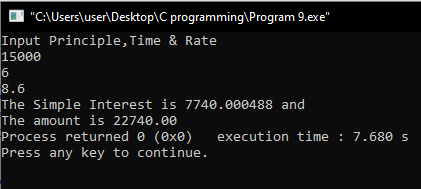 "C:\Users\user\Desktop\C programming\Program 9.exe"
Input Principle,Time & Rate
15000
6
8.6
The Simple Interest is 7740.000488 and
The amount is 22740.00
Process returned 0 (0x0)   execution time : 7.680 s
Press any key to continue.